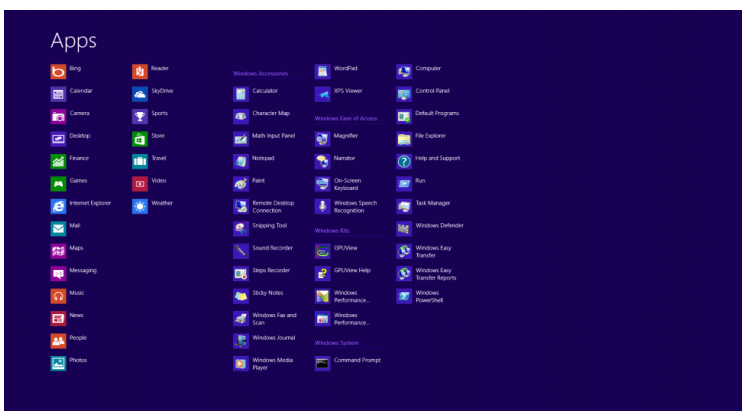 Apps
Bing
Calendar
Camera
Desktop
Finance
Games
Internet Explorer
Mail
Maps
Messaging
Music
News
People
Photos
Reader
SkyDrive
Sports
Store
Travel
Video
Weather
Windows Accessories
Calculator
Character Map
Math Input Panel
Notepad
Paint
Remote Desktop
Connection
Snipping Tool
Sound Recorder
Steps Recorder
Sticky Notes
Windows Fax and
Scan
Windows Journal
Windows Media
Player
WordPad
XPS Viewer
Windows Ease of Access
Magnifier
Narrator
On-Screen
Keyboard
Windows Speech
Recognition
Windows Kits
GPUView
GPUView Help
Windows
Performance...
Windows
Performance...
Windows System
Command Prompt
Computer
Control Panel
Default Programs
File Explorer
Help and Support
Run
Task Manager
Windows Defender
Windows Easy
Transfer
Windows Easy
Transfer Reports
Windows
PowerShell